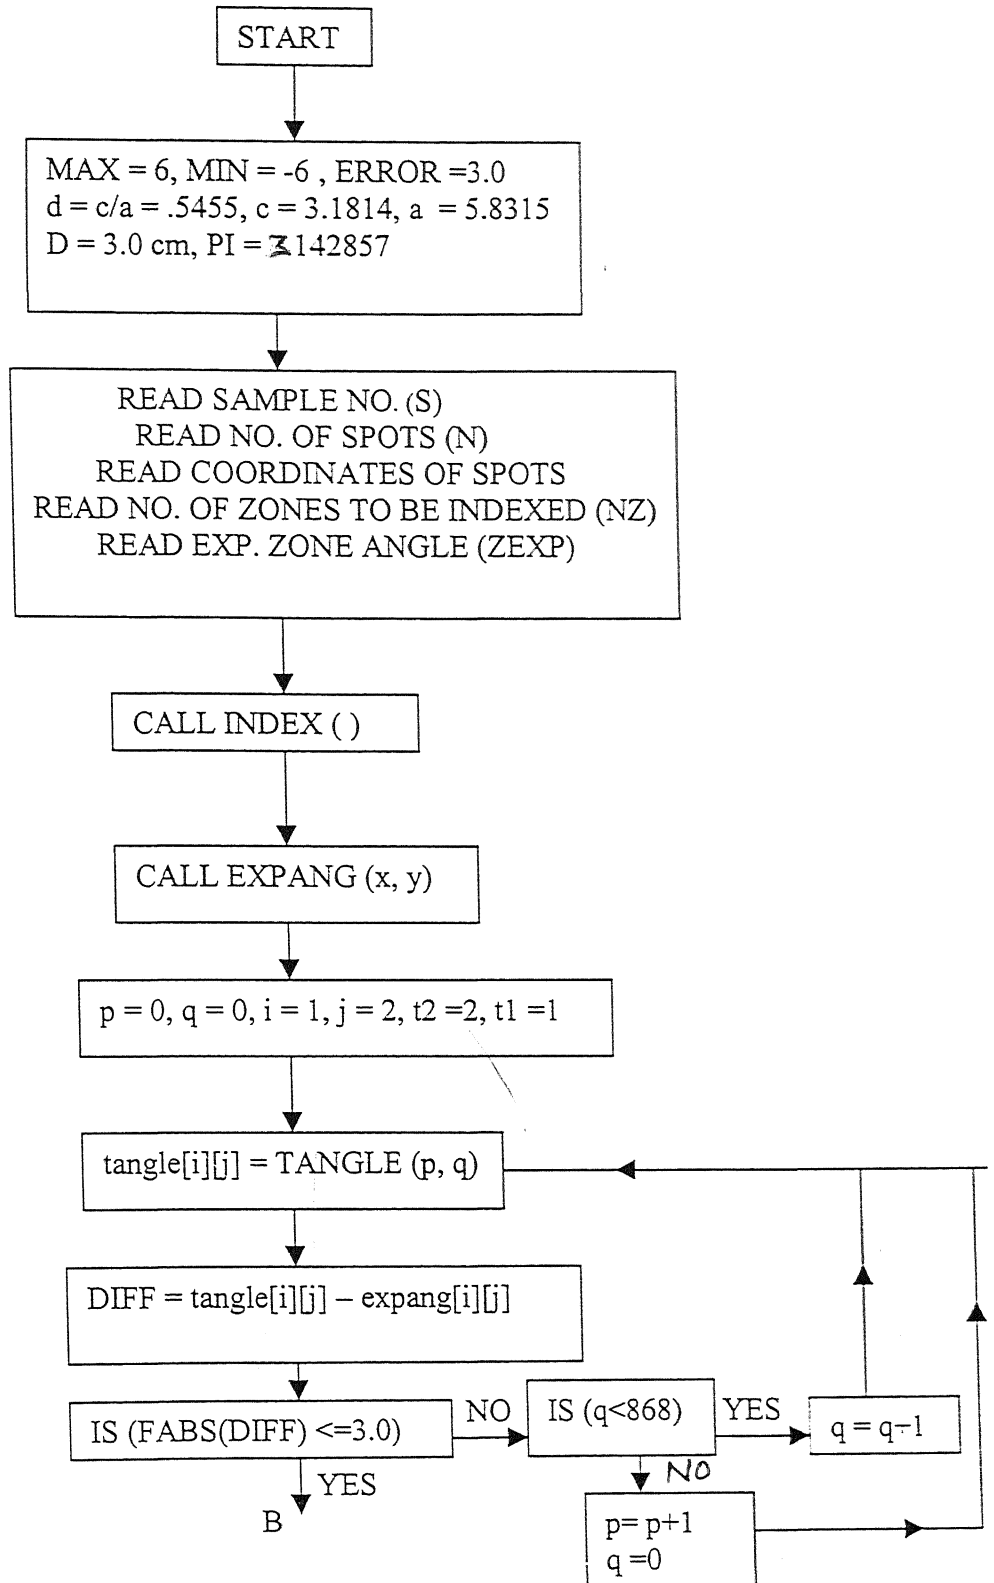 START
MAX = 6, MIN = -6 , ERROR =3.0
d = c/a = .5455, c = 3.1814, a = 5.8315
D = 3.0 cm, PI = 3142857
READ SAMPLE NO. (S)
READ NO. OF SPOTS (N)
READ COORDINATES OF SPOTS
READ NO. OF ZONES TO BE INDEXED (NZ)
READ EXP. ZONE ANGLE (ZEXP)
CALL INDEX ( )
CALL EXPANG (x, y)
p = 0, q = 0, i = 1, j = 2, t2 =2, t1 =1
tangle[i][j] = TANGLE (p, q)
DIFF = tangle[i][j] – expang[i][j]
IS (FABS(DIFF) <=3.0)
NO
IS (q<868)
YES
q = q-1
YES
NO
B
p= p+1
q =0